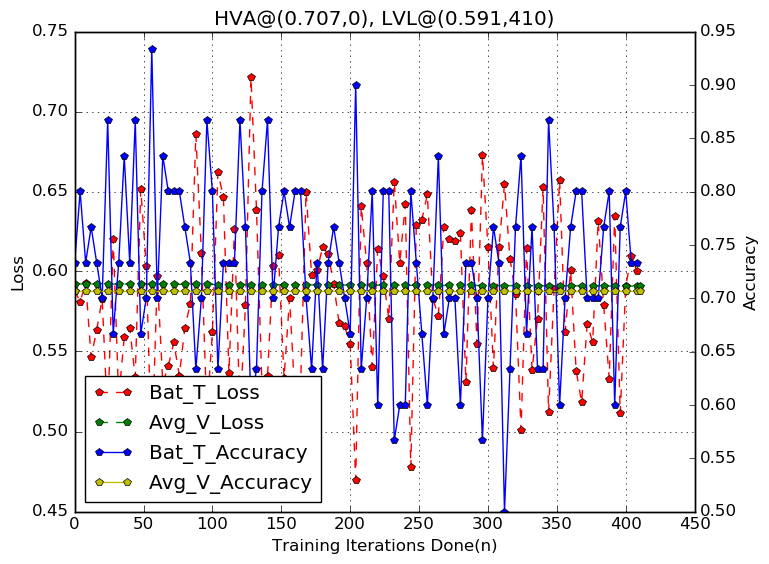 HVA@(0.707,0), LVL@(0.591,410)
0.75
0.70
0.65
0.60
0.55
0.50
0.45
Loss
0.95
0.90
0.85
0.80
0.75
0.70
0.65
0.60
0.55
0.50
Accuracy
Bat_T_Loss
Avg_V_Loss
Bat_T_Accuracy
Avg_V_Accuracy
0 50 100 150 200 250 300 350 400 450
Training Iterations Done(n)